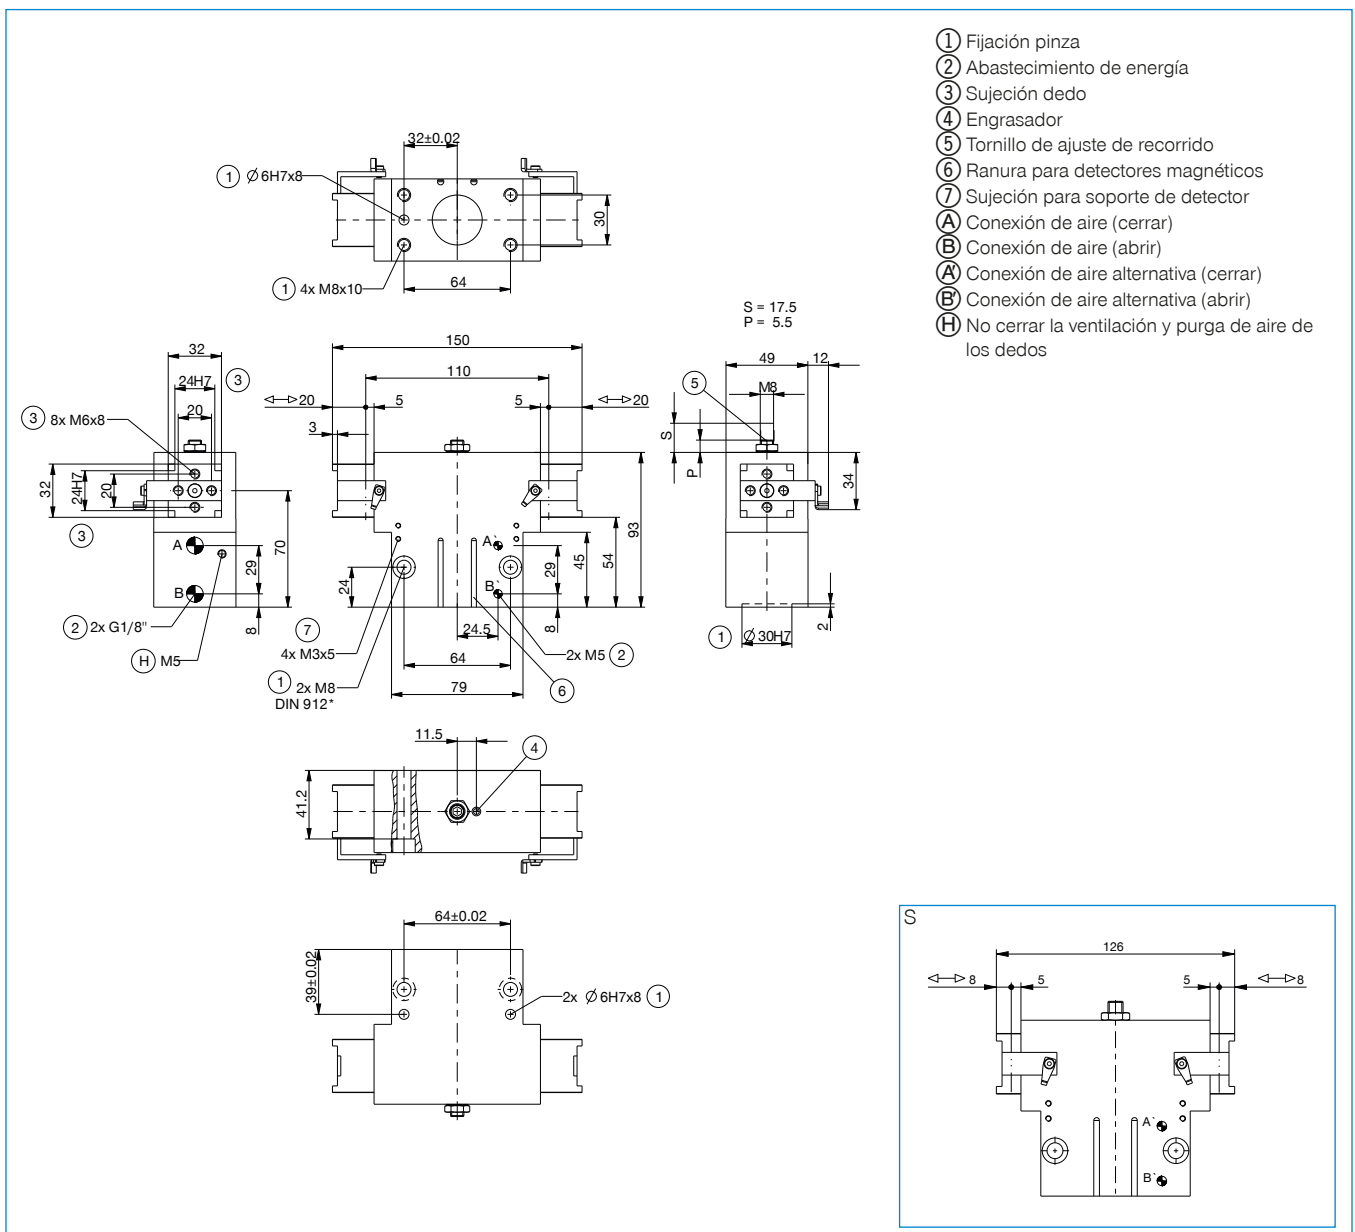 1 Fijación pinza
2 Abastecimiento de energía
3 Sujeción dedo
4 Engrasador
5 Tornillo de ajuste de recorrido
6 Ranura para detectores magnéticos
7 Sujeción para soporte de detector
A Conexión de aire (cerrar)
B Conexión de aire (abrir)
A' Conexión de aire alternativa (cerrar)
B' Conexión de aire alternativa (abrir)
H No cerrar la ventilación y purga de aire de
los dedos
32±0.02
1 Ø 6H7x8
30
1 4x M8x10
64
S = 17.5
P = 5.5
32
24H7 3
20
3 8x M6x8
32
24H7
20
3
A
B
70
29
8
2 2x G1/8"
H M5
150
110
20
5
5
20
3
A`
B`
24
29
8
45
54
93
24.5
7
4x M3x5
64
2x M5 2
1 2x M8
DIN 912*
79
6
49
12
5
M8
S
P
34
2
1 Ø 30H7
11.5
4
41.2
64±0.02
39±0.02
2x Ø 6H7x8 1
S
126
8
5
5
8
A`
B`